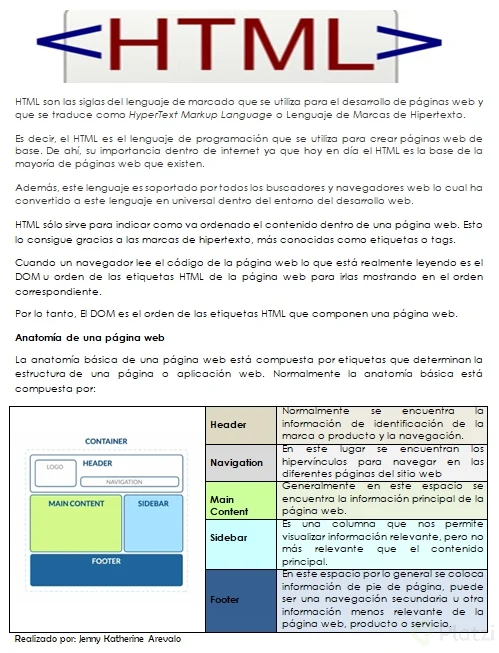 <HTML>
HTML son las siglas del lenguaje de marcado que se utiliza para el desarrollo de páginas web y
que se traduce como HyperText Markup Language o Lenguaje de Marcas de Hipertexto.
Es decir, el HTML es el lenguaje de programación que se utiliza para crear páginas web de
base. De ahí, su importancia dentro de internet ya que hoy en día el HTML es la base de la
mayoría de páginas web que existen.
Además, este lenguaje es soportado por todos los buscadores y navegadores web lo cual ha
convertido a este lenguaje en universal dentro del entorno del desarrollo web.
HTML sólo sirve para indicar como va ordenado el contenido dentro de una página web. Esto
lo consigue gracias a las marcas de hipertexto, más conocidas como etiquetas o tags.
Cuando un navegador lee el código de la página web lo que está realmente leyendo es el
DOM u orden de las etiquetas HTML de la página web para irlas mostrando en el orden
correspondiente.
Por lo tanto, El DOM es el orden de las etiquetas HTML que componen una página web.
Anatomía de una página web
La anatomía básica de una página web está compuesta por etiquetas que determinan la
estructura de una página o aplicación web. Normalmente la anatomía básica está
compuesta por:
CONTAINER
LOGO
HEADER
NAVIGATION
MAIN CONTENT
SIDEBAR
FOOTER
Header
Normalmente se encuentra la
información de identificación de la
marca o producto y la navegación.
Navigation
En este lugar se encuentran los
hipervínculos para navegar en las
diferentes páginas del sitio web
Main
Content
Generalmente en este espacio se
encuentra la información principal de la
página web.
Sidebar
Es una columna que nos permite
visualizar información relevante, pero no
más relevante que el contenido
principal.
Footer
En este espacio por lo general se coloca
información de pie de página, puede
ser una navegación secundaria u otra
información menos relevante de la
página web, producto o servicio.
Realizado por: Jenny Katherine Arevalo
Platzi